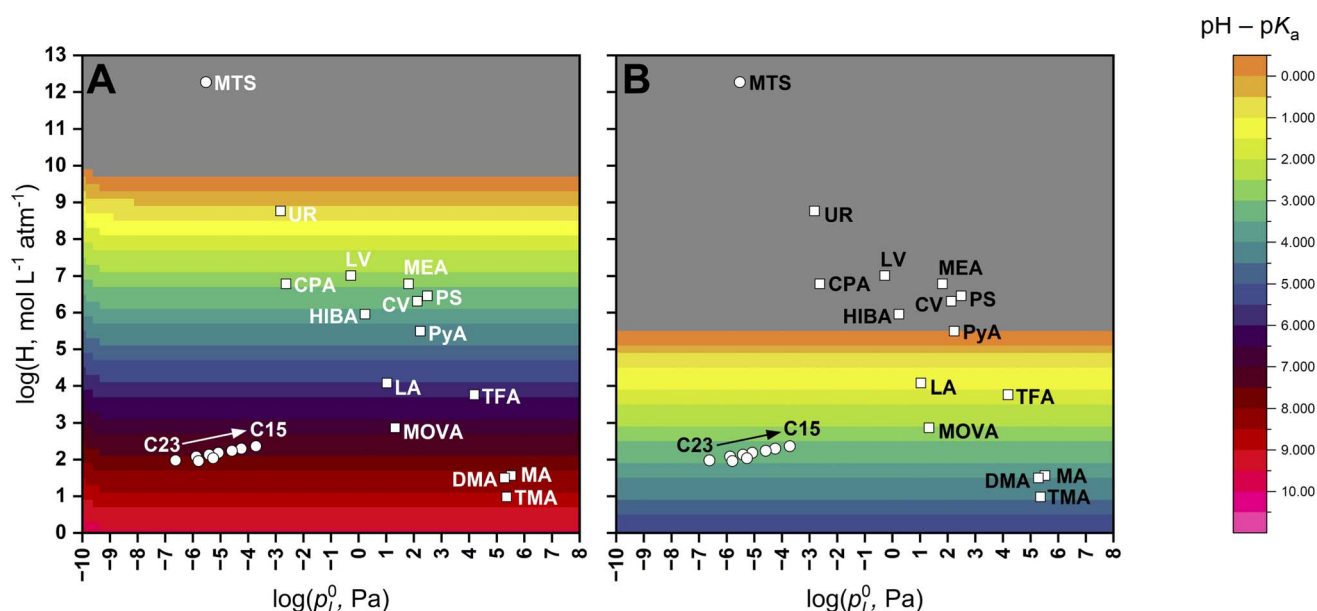 pH – pKa
A
B
13
12
11
10
9
8
7
6
5
4
3
2
1
0
log(H, mol L⁻¹ atm⁻¹)
MTS
UR
LV
MEA
CPA
PS
CV
HIBA
PyA
LA
TFA
MOVA
C23
C15
DMA
MA
TMA
–10
–9
–8
–7
–6
–5
–4
–3
–2
–1
0
1
2
3
4
5
6
7
8
log(p⁰ₗ, Pa)
MTS
UR
LV
MEA
CPA
PS
CV
HIBA
PyA
LA
TFA
MOVA
C23
C15
DMA
MA
TMA
–10
–9
–8
–7
–6
–5
–4
–3
–2
–1
0
1
2
3
4
5
6
7
8
log(p⁰ₗ, Pa)
0.000
1.000
2.000
3.000
4.000
5.000
6.000
7.000
8.000
9.000
10.00